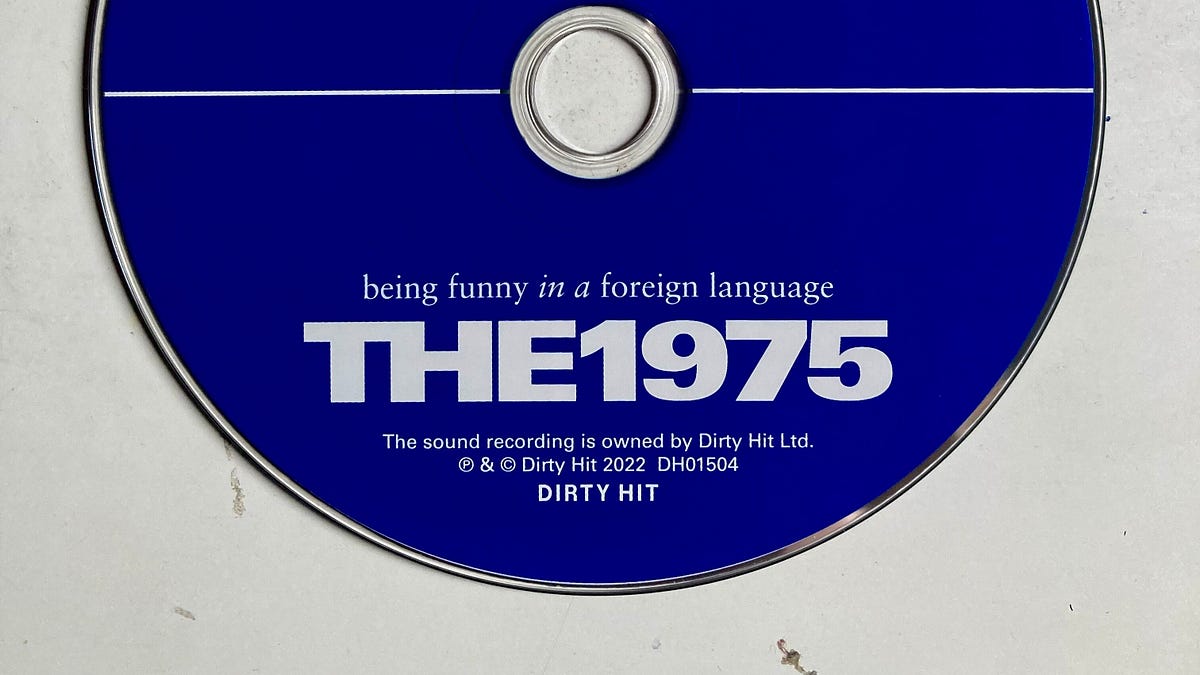 being funny in a foreign language
THE1975
The sound recording is owned by Dirty Hit Ltd.
℗ & © Dirty Hit 2022 DH01504
DIRTY HIT